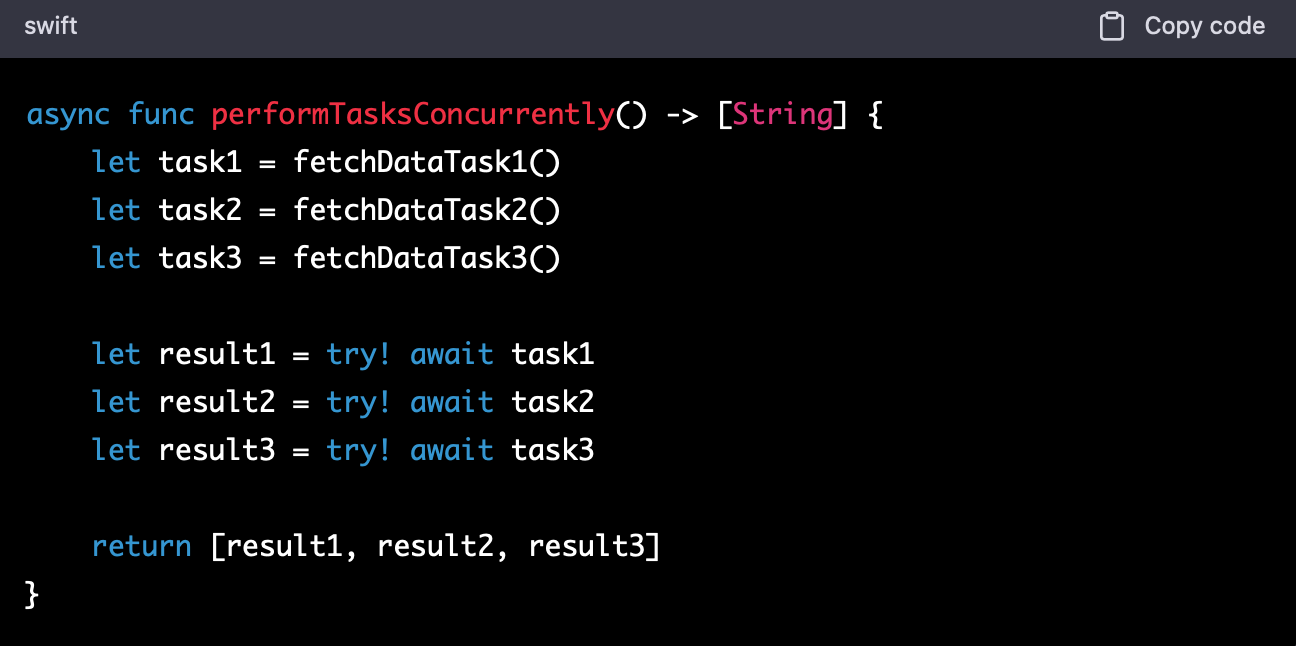 swift
Copy code
async func performTasksConcurrently() -> [String] {
    let task1 = fetchDataTask1()
    let task2 = fetchDataTask2()
    let task3 = fetchDataTask3()

    let result1 = try! await task1
    let result2 = try! await task2
    let result3 = try! await task3

    return [result1, result2, result3]
}